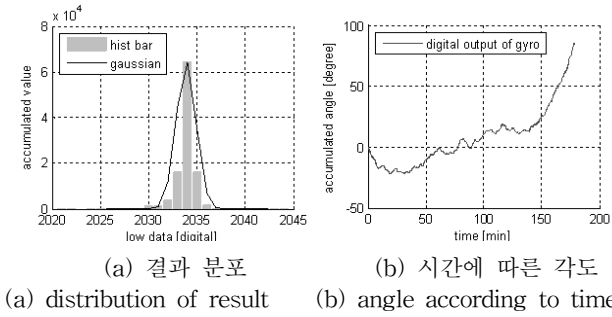 x 10^4
8
6
4
2
0
accumulated value
hist bar
gaussian
2020 2025 2030 2035 2040 2045
low data [digital]
(a) 결과 분포
(a) distribution of result
100
50
0
-50
accumulated angle [degree]
digital output of gyro
0 50 100 150 200
time [min]
(b) 시간에 따른 각도
(b) angle according to time